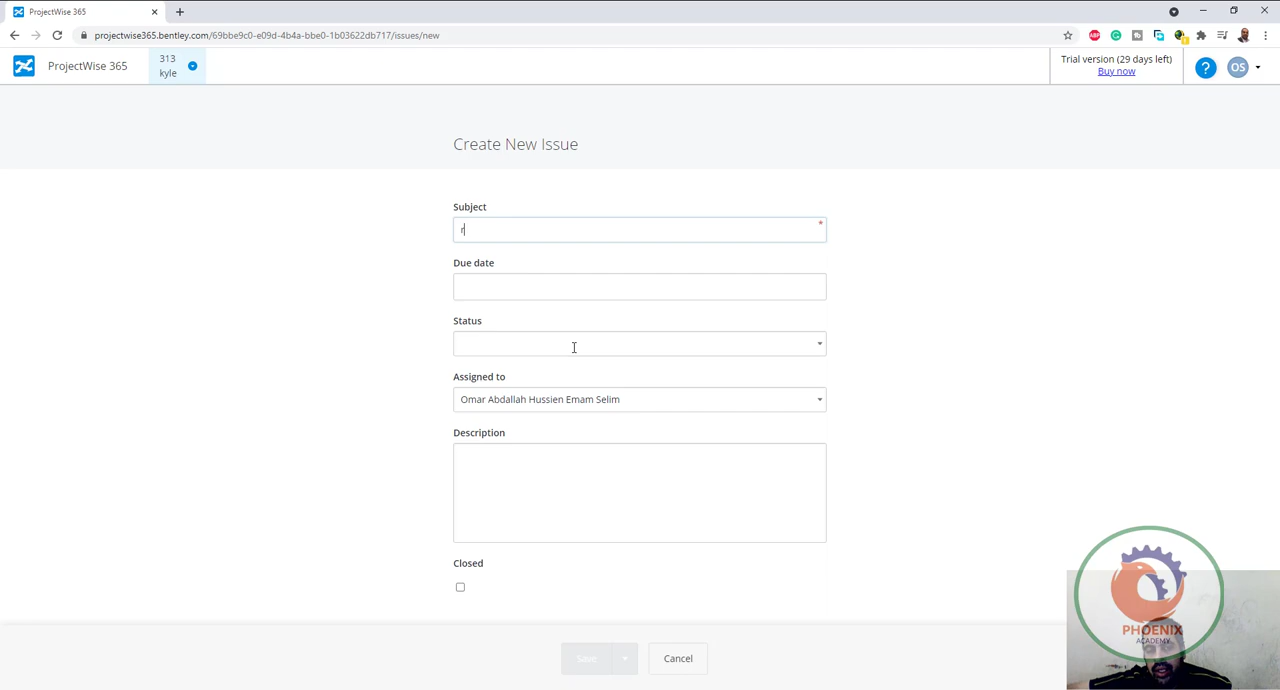 ProjectWise 365
projectwise365.bentley.com/69bbe9c0-e09d-4b4a-bbe0-1b03622db717/issues/new
ABP
ProjectWise 365
313
kyle
Trial version (29 days left)
Buy now
?
OS
Create New Issue
Subject
*
r
Due date
Status
Assigned to
Omar Abdallah Hussien Emam Selim
Description
Closed
Save
Cancel
PHOENIX
ACADEMY